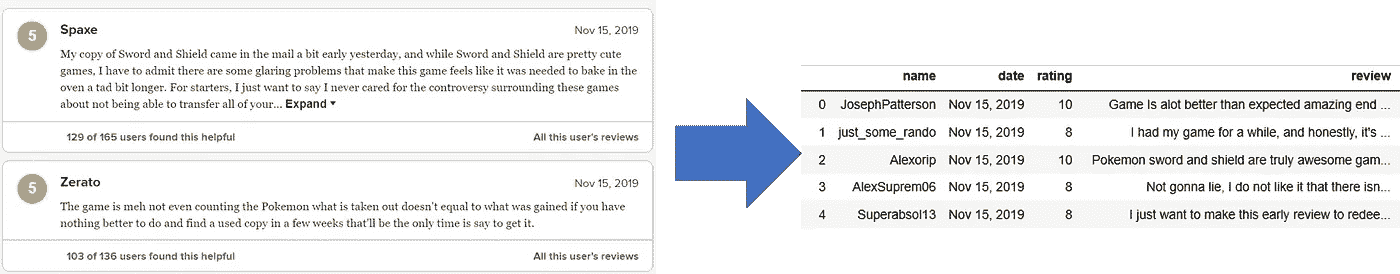 5
Spaxe
Nov 15, 2019
My copy of Sword and Shield came in the mail a bit early yesterday, and while Sword and Shield are pretty cute
games, I have to admit there are some glaring problems that make this game feels like it was needed to bake in the
oven a tad bit longer. For starters, I just want to say I never cared for the controversy surrounding these games
about not being able to transfer all of your... Expand ▾
129 of 165 users found this helpful
All this user's reviews
5
Zerato
Nov 15, 2019
The game is meh not even counting the Pokemon what is taken out doesn't equal to what was gained if you have
nothing better to do and find a used copy in a few weeks that'll be the only time is say to get it.
103 of 136 users found this helpful
All this user's reviews
name date rating review
0 JosephPatterson Nov 15, 2019 10 Game Is alot better than expected amazing end ...
1 just_some_rando Nov 15, 2019 8 I had my game for a while, and honestly, it's ...
2 Alexorip Nov 15, 2019 10 Pokemon sword and shield are truly awesome gam...
3 AlexSuprem06 Nov 15, 2019 8 Not gonna lie, I do not like it that there isn...
4 Superabsol13 Nov 15, 2019 8 I just want to make this early review to redee...